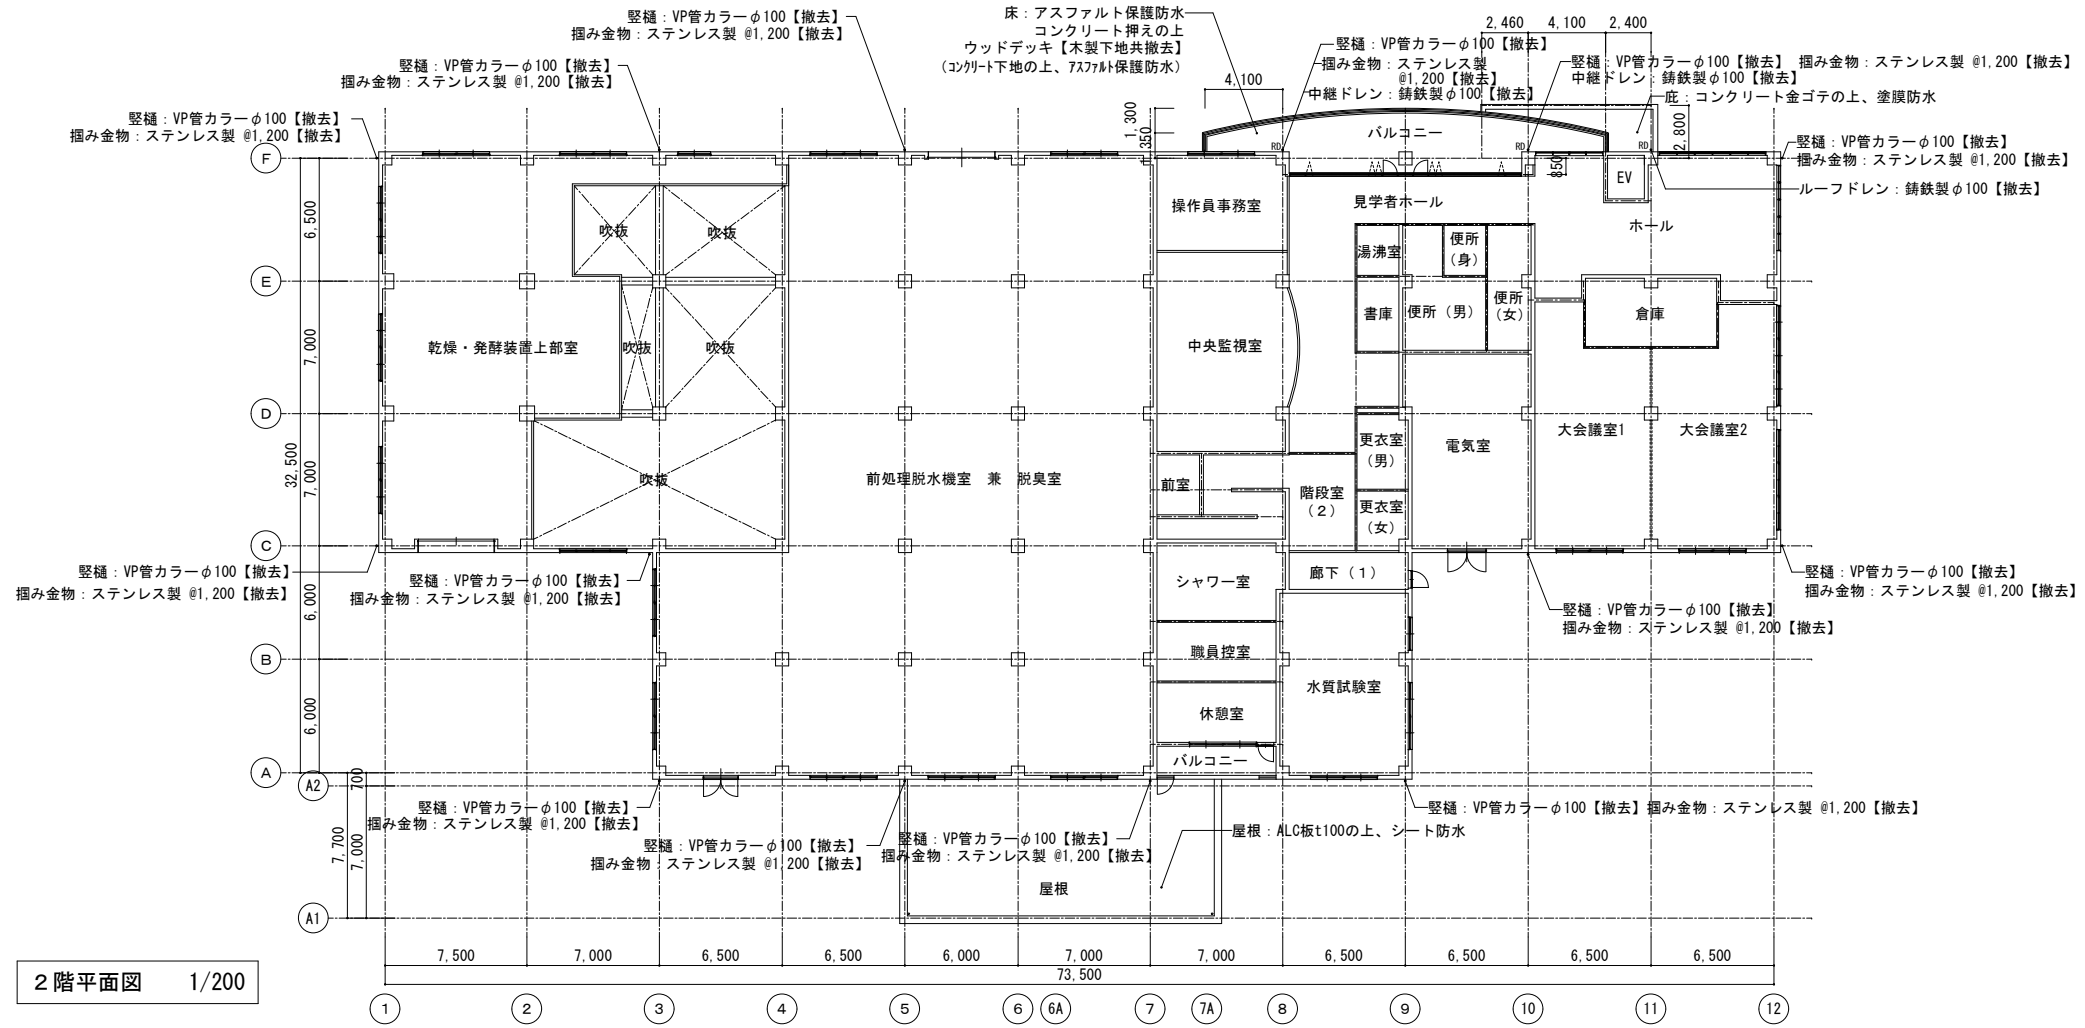 竪樋：VP管カラーφ100【撤去】
掴み金物：ステンレス製 @1,200【撤去】
床：アスファルト保護防水
コンクリート押えの上
ウッドデッキ【木製下地共撤去】
（ｺﾝｸﾘｰﾄ下地の上、ｱｽﾌｧﾙﾄ保護防水）
2,460
4,100
2,400
竪樋：VP管カラーφ100【撤去】
掴み金物：ステンレス製
@1,200【撤去】
中継ドレン：鋳鉄製φ100【撤去】
竪樋：VP管カラーφ100【撤去】　掴み金物：ステンレス製 @1,200【撤去】
中継ドレン：鋳鉄製φ100【撤去】
庇：コンクリート金ゴテの上、塗膜防水
竪樋：VP管カラーφ100【撤去】
掴み金物：ステンレス製 @1,200【撤去】
竪樋：VP管カラーφ100【撤去】
掴み金物：ステンレス製 @1,200【撤去】
4,100
1,300
350
バルコニー
2,800
850
竪樋：VP管カラーφ100【撤去】
掴み金物：ステンレス製 @1,200【撤去】
ルーフドレン：鋳鉄製φ100【撤去】
RD
RD
RD
EV
F
E
D
C
B
A
A2
A1
6,500
7,000
7,000
6,000
6,000
32,500
700
7,000
7,700
吹抜
吹抜
吹抜
吹抜
吹抜
乾燥・発酵装置上部室
前処理脱水機室　兼　脱臭室
操作員事務室
見学者ホール
ホール
湯沸室
便所
（身）
書庫
便所（男）
便所
（女）
倉庫
中央監視室
更衣室
（男）
電気室
大会議室1
大会議室2
前室
階段室
（２）
更衣室
（女）
シャワー室
廊下（１）
職員控室
水質試験室
休憩室
バルコニー
竪樋：VP管カラーφ100【撤去】
掴み金物：ステンレス製 @1,200【撤去】
竪樋：VP管カラーφ100【撤去】
掴み金物：ステンレス製 @1,200【撤去】
竪樋：VP管カラーφ100【撤去】
掴み金物：ステンレス製 @1,200【撤去】
竪樋：VP管カラーφ100【撤去】
掴み金物：ステンレス製 @1,200【撤去】
竪樋：VP管カラーφ100【撤去】
掴み金物：ステンレス製 @1,200【撤去】
竪樋：VP管カラーφ100【撤去】
掴み金物：ステンレス製 @1,200【撤去】
竪樋：VP管カラーφ100【撤去】
掴み金物：ステンレス製 @1,200【撤去】
竪樋：VP管カラーφ100【撤去】掴み金物：ステンレス製 @1,200【撤去】
屋根：ALC板t100の上、シート防水
屋根
7,500
7,000
6,500
6,500
6,000
7,000
7,000
6,500
6,500
6,500
6,500
73,500
２階平面図　1/200
1
2
3
4
5
6
6A
7
7A
8
9
10
11
12